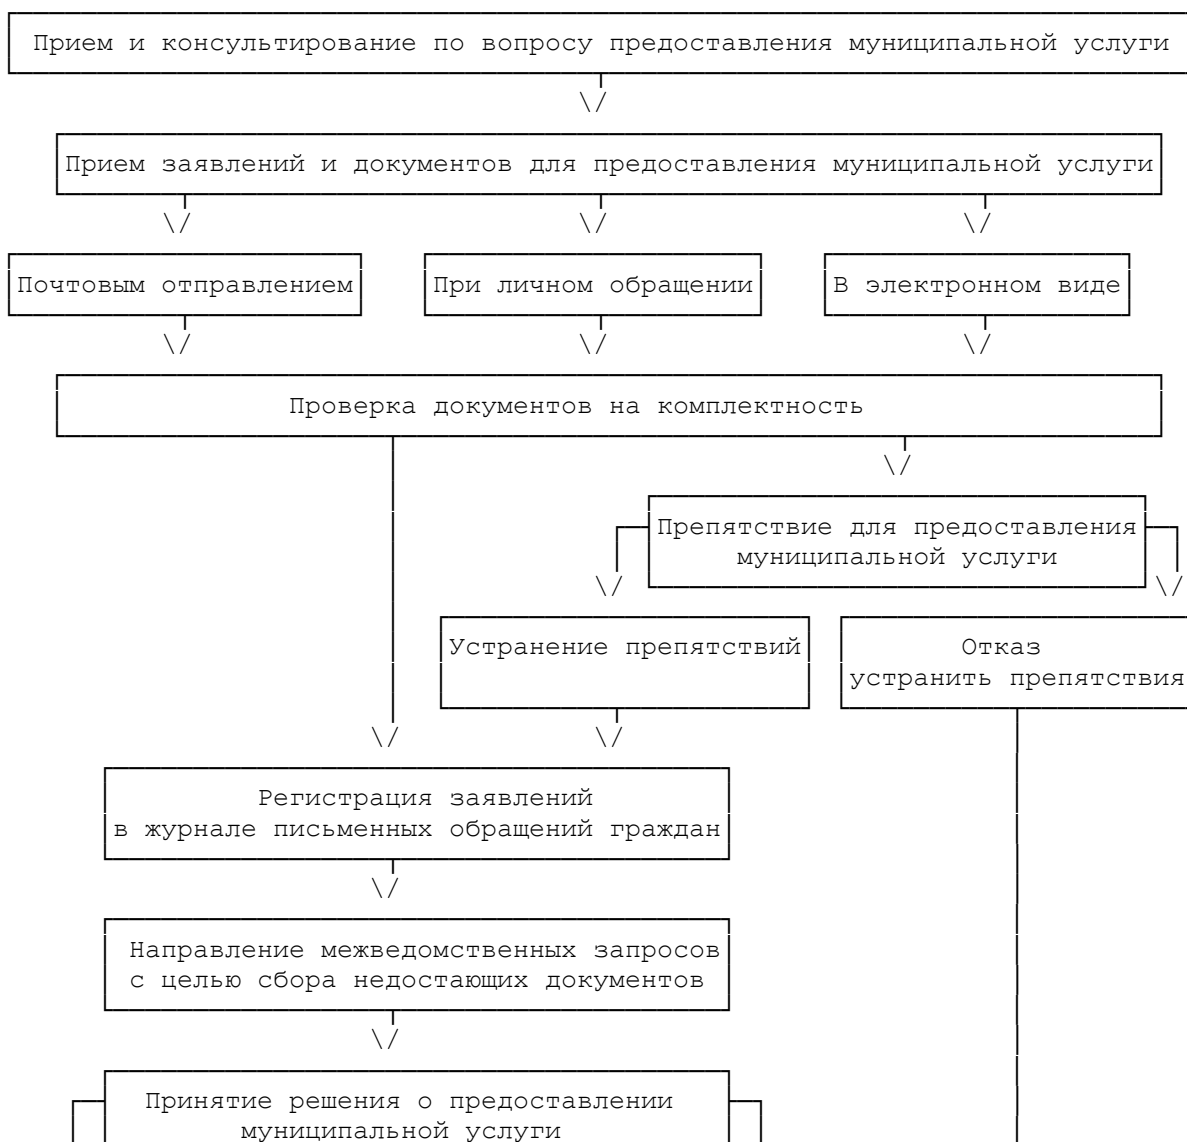 Прием и консультирование по вопросу предоставления муниципальной услуги
Прием заявлений и документов для предоставления муниципальной услуги
Почтовым отправлением
При личном обращении
В электронном виде
Проверка документов на комплектность
Препятствие для предоставления
муниципальной услуги
Устранение препятствий
Отказ
устранить препятствия
Регистрация заявлений
в журнале письменных обращений граждан
Направление межведомственных запросов
с целью сбора недостающих документов
Принятие решения о предоставлении
муниципальной услуги